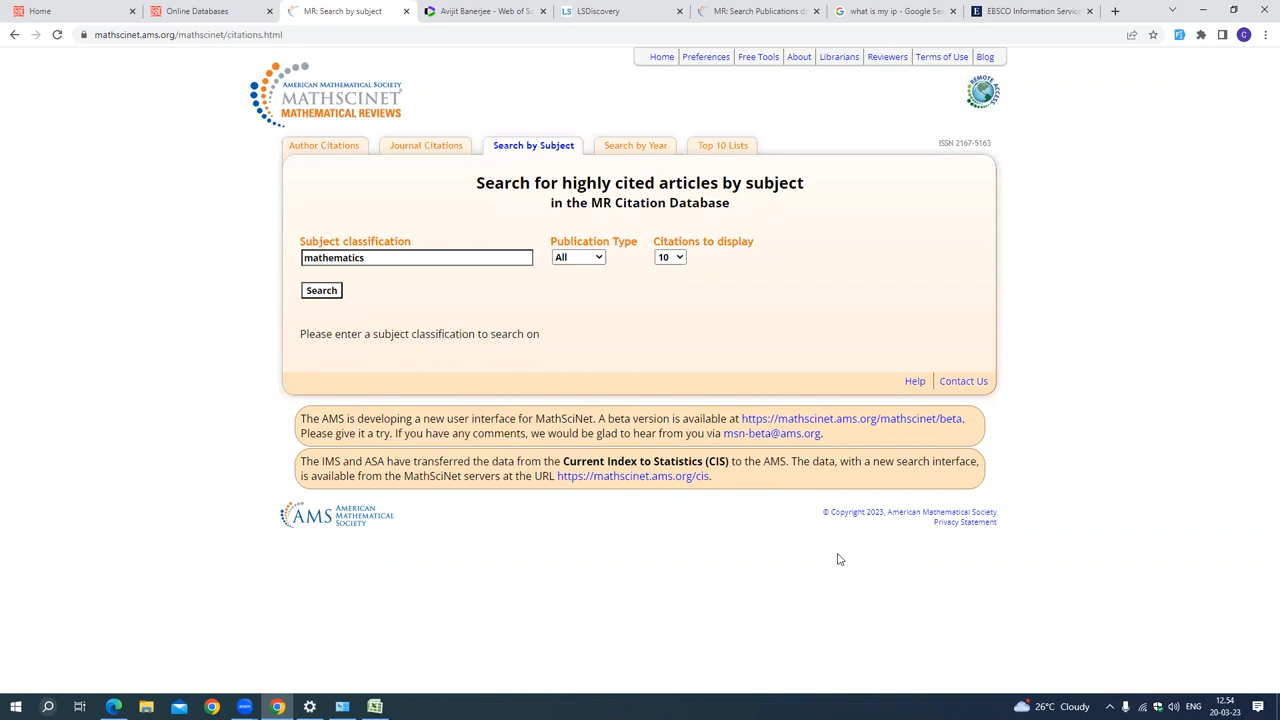 Home
Online Databases
MR: Search by subject
Avijit Banerjee - Web of S
LSDiscovery
MR: Search Publications d
what is my ip - Google Se
EBSCO Information Service
mathscinet.ams.org/mathscinet/citations.html
C
Home Preferences Free Tools About Librarians Reviewers Terms of Use Blog
AMERICAN MATHEMATICAL SOCIETY
MATHSCINET
MATHEMATICAL REVIEWS
REMOTE ACCESS
Author Citations Journal Citations Search by Subject Search by Year Top 10 Lists
ISSN 2167-5163
Search for highly cited articles by subject
in the MR Citation Database
Subject classification Publication Type Citations to display
mathematics All 10
Search
Please enter a subject classification to search on
Help Contact Us
The AMS is developing a new user interface for MathSciNet. A beta version is available at https://mathscinet.ams.org/mathscinet/beta.
Please give it a try. If you have any comments, we would be glad to hear from you via msn-beta@ams.org.
The IMS and ASA have transferred the data from the Current Index to Statistics (CIS) to the AMS. The data, with a new search interface,
is available from the MathSciNet servers at the URL https://mathscinet.ams.org/cis.
AMS AMERICAN
MATHEMATICAL
SOCIETY
© Copyright 2023, American Mathematical Society
Privacy Statement
26°C Cloudy
ENG
12.54
20-03-23